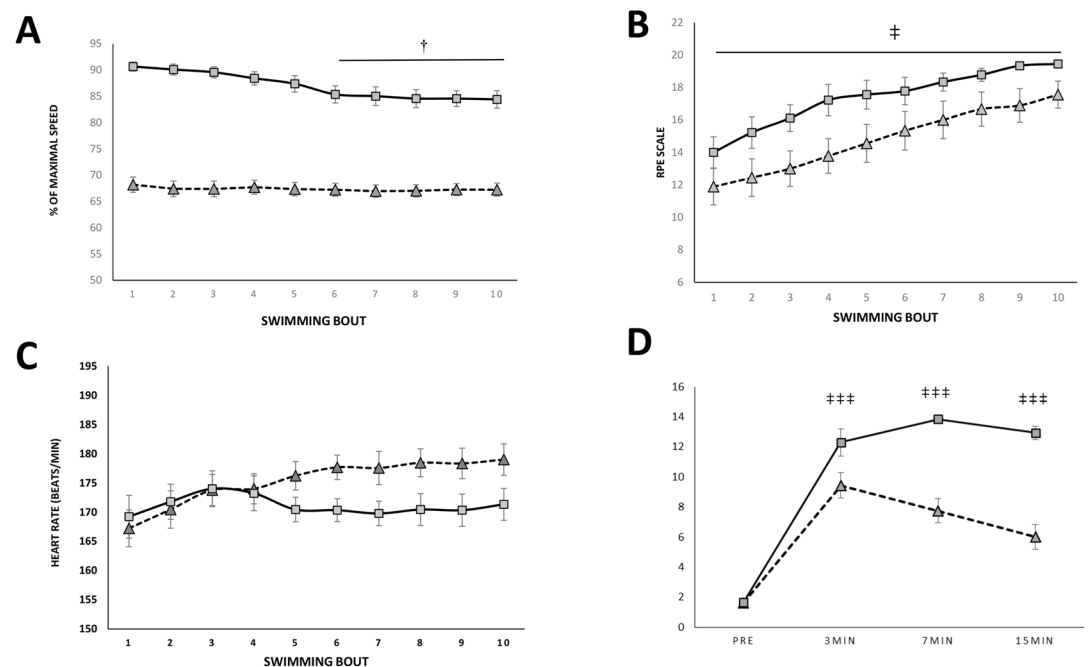 A
95
90
85
80
75
70
65
60
55
50
% OF MAXIMAL SPEED
†
1 2 3 4 5 6 7 8 9 10
SWIMMING BOUT
B
22
20
18
16
14
12
10
8
6
RPE SCALE
‡
1 2 3 4 5 6 7 8 9 10
SWIMMING BOUT
C
195
190
185
180
175
170
165
160
155
150
HEART RATE (BEATS/MIN)
1 2 3 4 5 6 7 8 9 10
SWIMMING BOUT
D
16
14
12
10
8
6
4
2
0
‡‡‡ ‡‡‡ ‡‡‡
PRE 3MIN 7MIN 15MIN